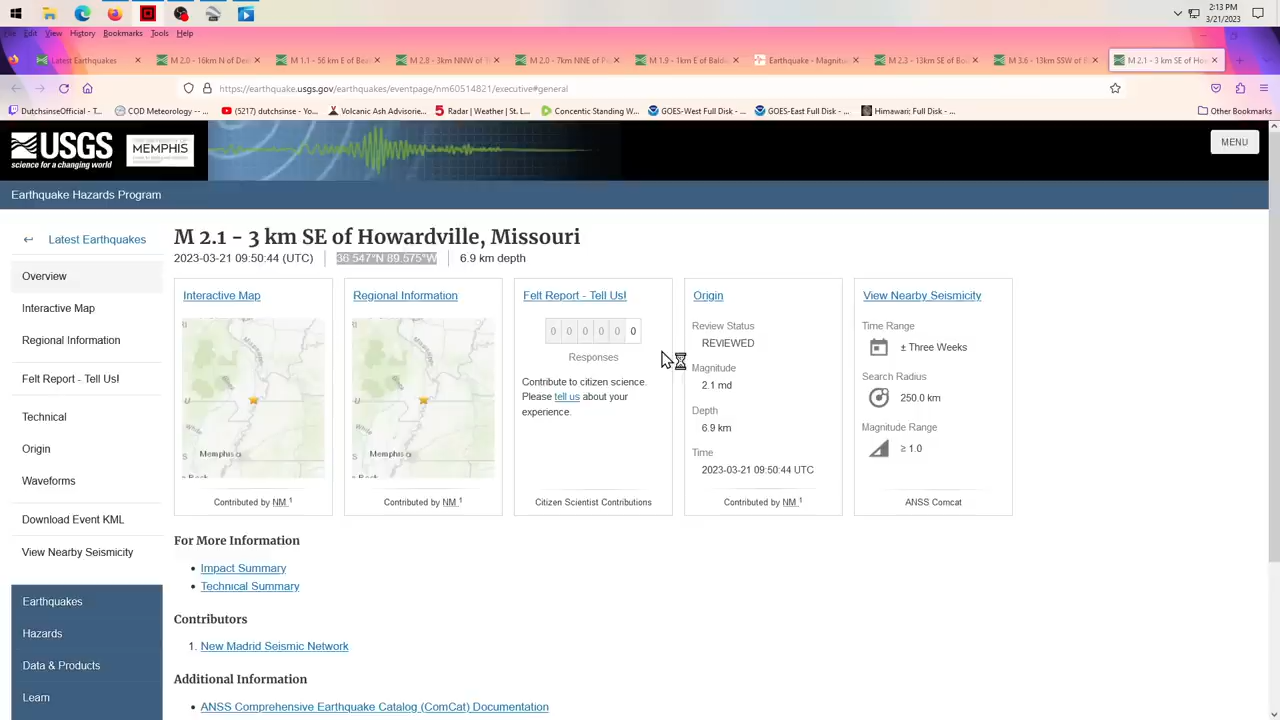 2:13 PM
3/21/2023
File Edit View History Bookmarks Tools Help
Latest Earthquakes
M 2.0 - 16km N of De
M 1.1 - 56 km E of Bea
M 2.8 - 3km NNW of B
M 2.0 - 7km NNE of P
M 1.9 - 1km E of Bald
Earthquake - Magnitu
M 2.3 - 13km SE of Bo
M 3.6 - 13km SSW of B
M 2.1 - 3 km SE of Ho
https://earthquake.usgs.gov/earthquakes/eventpage/nm60514821/executive#general
DutchsinseOfficial - T...
COD Meteorology - ...
(5217) dutchsinse - Yo...
Volcanic Ash Advisorie...
Radar | Weather | St. L...
Concentric Standing ...
GOES-West Full Disk -...
GOES-East Full Disk - ...
Himawari: Full Disk - ...
Other Bookmarks
USGS
science for a changing world
MEMPHIS
MENU
Earthquake Hazards Program
Latest Earthquakes
Overview
Interactive Map
Regional Information
Felt Report - Tell Us!
Technical
Origin
Waveforms
Download Event KML
View Nearby Seismicity
Earthquakes
Hazards
Data & Products
Learn
M 2.1 - 3 km SE of Howardville, Missouri
2023-03-21 09:50:44 (UTC)
36.547°N 89.575°W
6.9 km depth
Interactive Map
Memphis
Contributed by NM 1
Regional Information
Memphis
Contributed by NM 1
Felt Report - Tell Us!
0 0 0 0 0 0
Responses
Contribute to citizen science.
Please tell us about your
experience.
Citizen Scientist Contributions
Origin
Review Status
REVIEWED
Magnitude
2.1 md
Depth
6.9 km
Time
2023-03-21 09:50:44 UTC
Contributed by NM 1
View Nearby Seismicity
Time Range
± Three Weeks
Search Radius
250.0 km
Magnitude Range
≥ 1.0
ANSS Comcat
For More Information
• Impact Summary
• Technical Summary
Contributors
1. New Madrid Seismic Network
Additional Information
• ANSS Comprehensive Earthquake Catalog (ComCat) Documentation